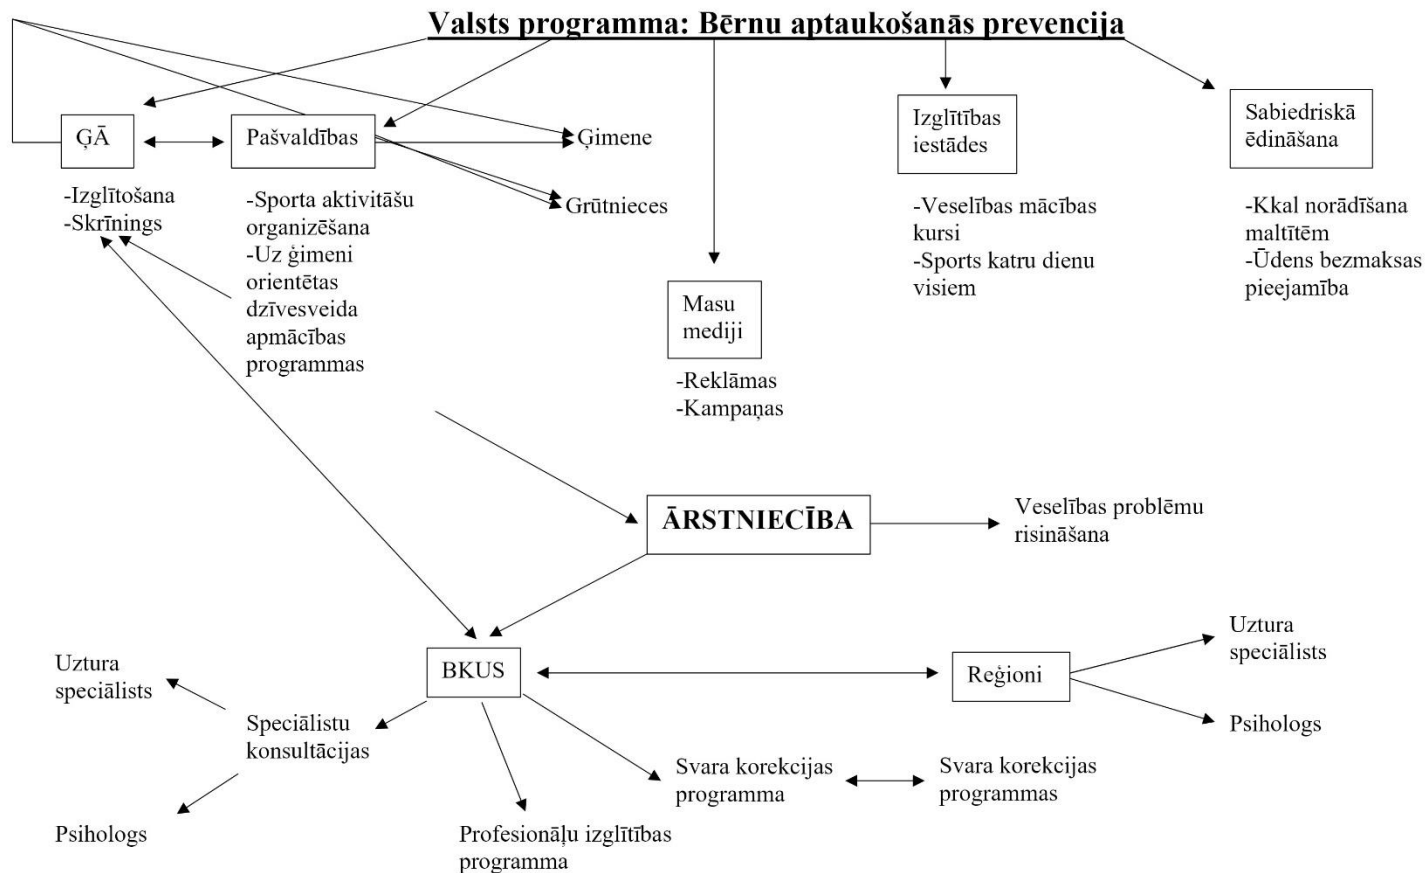 Valsts programma: Bērnu aptaukošanās prevencija
ĢĀ
-Izglītošana
-Skrīnings
Pašvaldības
-Sporta aktivitāšu
organizēšana
-Uz ģimeni
orientētas
dzīvesveida
apmācības
programmas
Ģimene
Grūtnieces
Masu
mediji
-Reklāmas
-Kampaņas
Izglītības
iestādes
-Veselības mācības
kursi
-Sports katru dienu
visiem
Sabiedriskā
ēdināšana
-Kkal norādīšana
maltītēm
-Ūdens bezmaksas
pieejamība
ĀRSTNIECĪBA
Veselības problēmu
risināšana
BKUS
Reģioni
Uztura
speciālists
Psihologs
Uztura
speciālists
Speciālistu
konsultācijas
Psihologs
Profesionāļu izglītības
programma
Svara korekcijas
programma
Svara korekcijas
programmas